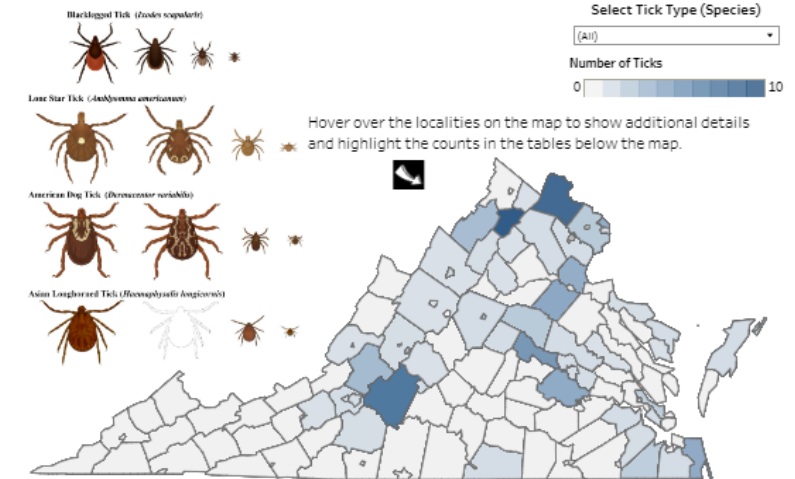 Blacklegged Tick (Ixodes scapularis)
Select Tick Type (Species)
(All)
Number of Ticks
0 10
Lone Star Tick (Amblyomma americanum)
Hover over the localities on the map to show additional details
and highlight the counts in the tables below the map.
American Dog Tick (Dermacentor variabilis)
Asian Longhorned Tick (Haemaphysalis longicornis)